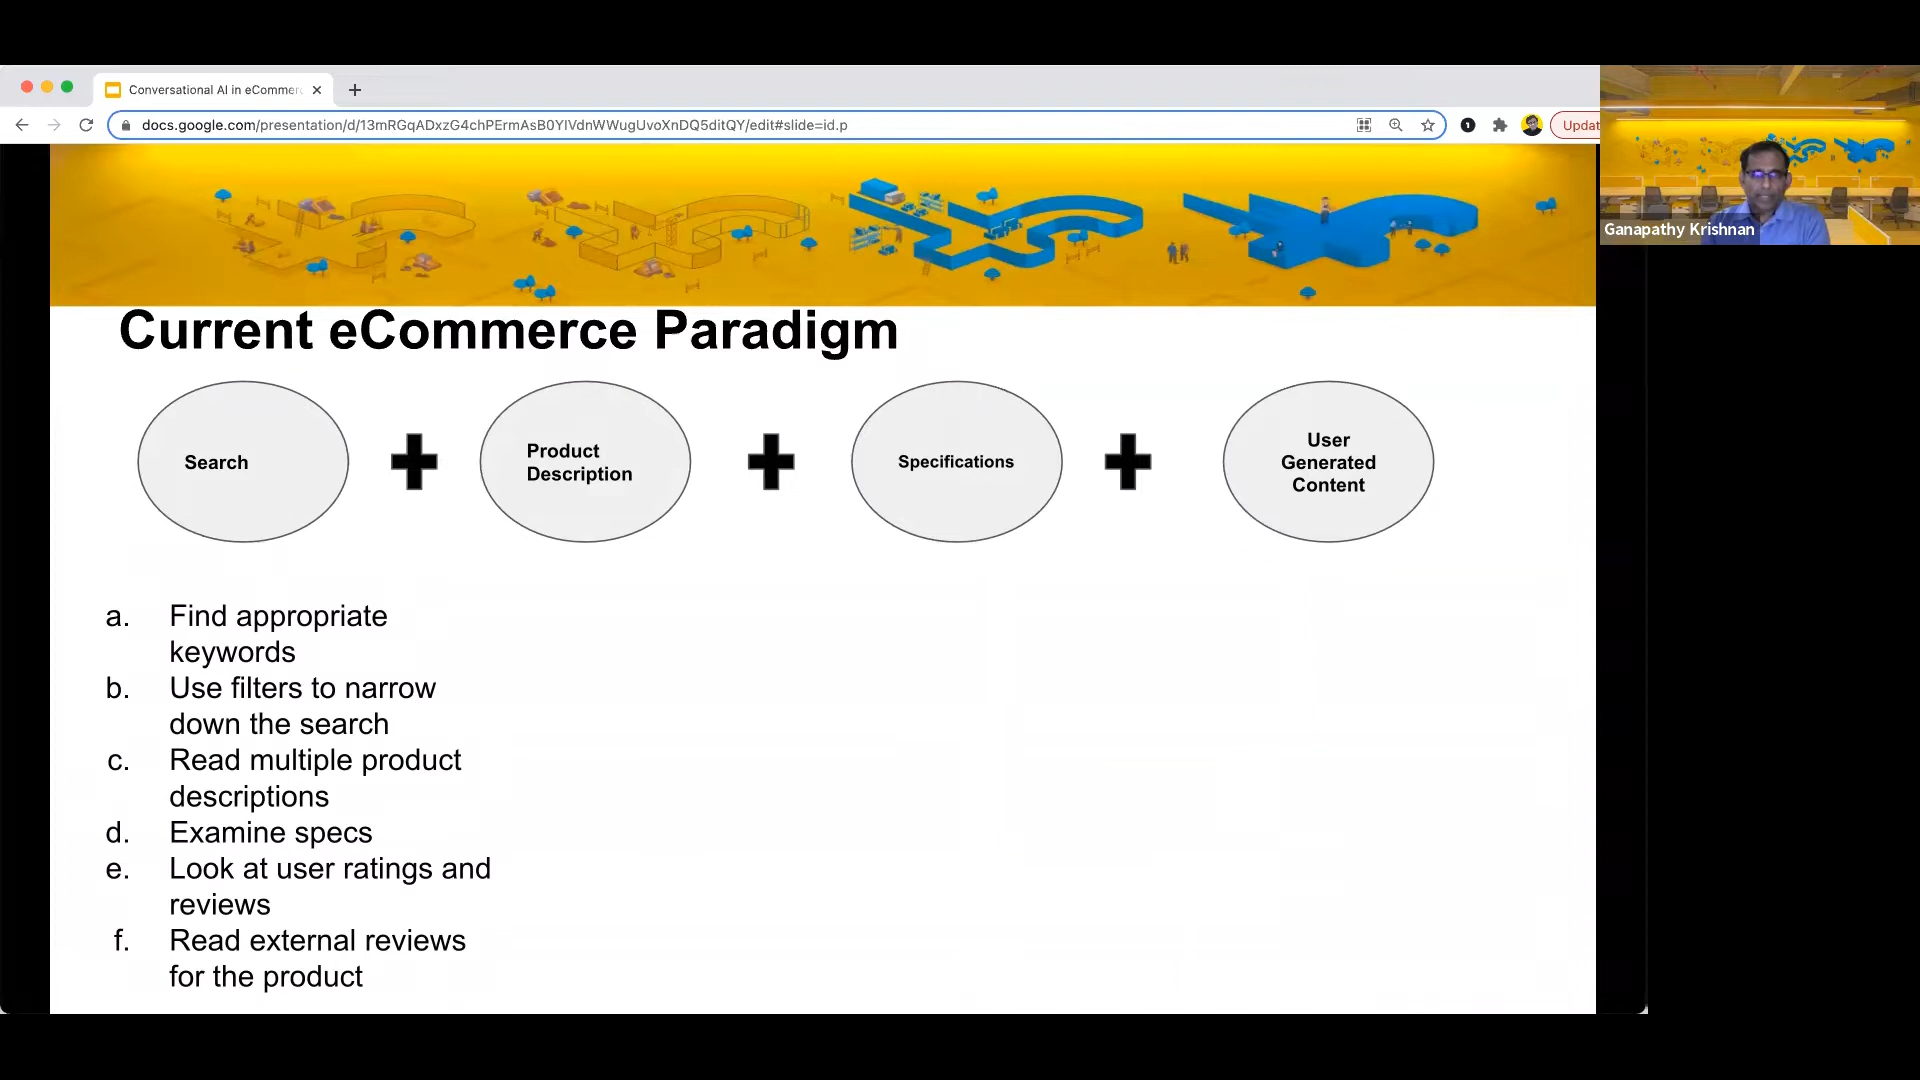 Conversational AI in eCommerc
docs.google.com/presentation/d/13mRGqADxzG4chPErmAsB0YIVdnWWugUvoXnDQ5ditQY/edit#slide=id.p
1
Updat
Ganapathy Krishnan
Current eCommerce Paradigm
Search
Product
Description
Specifications
User
Generated
Content
a. Find appropriate
keywords
b. Use filters to narrow
down the search
c. Read multiple product
descriptions
d. Examine specs
e. Look at user ratings and
reviews
f. Read external reviews
for the product